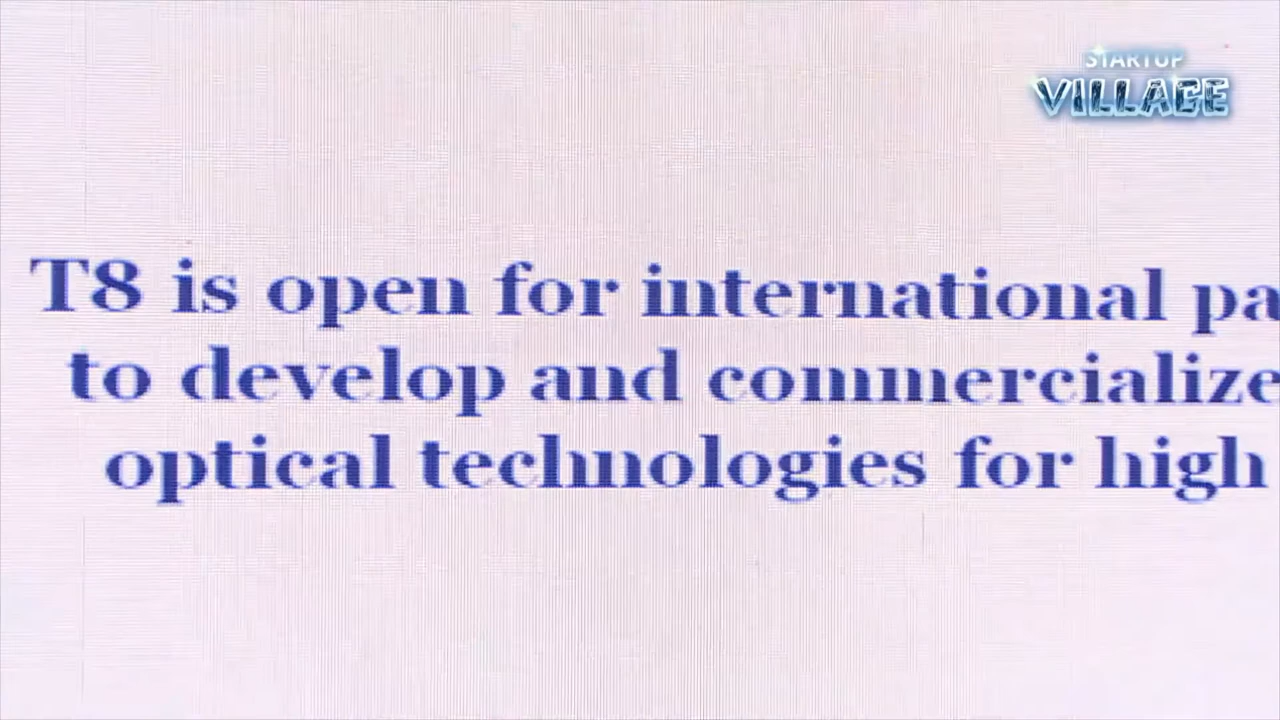 STARTUP
VILLAGE
T8 is open for international pa
to develop and commercialize
optical technologies for high